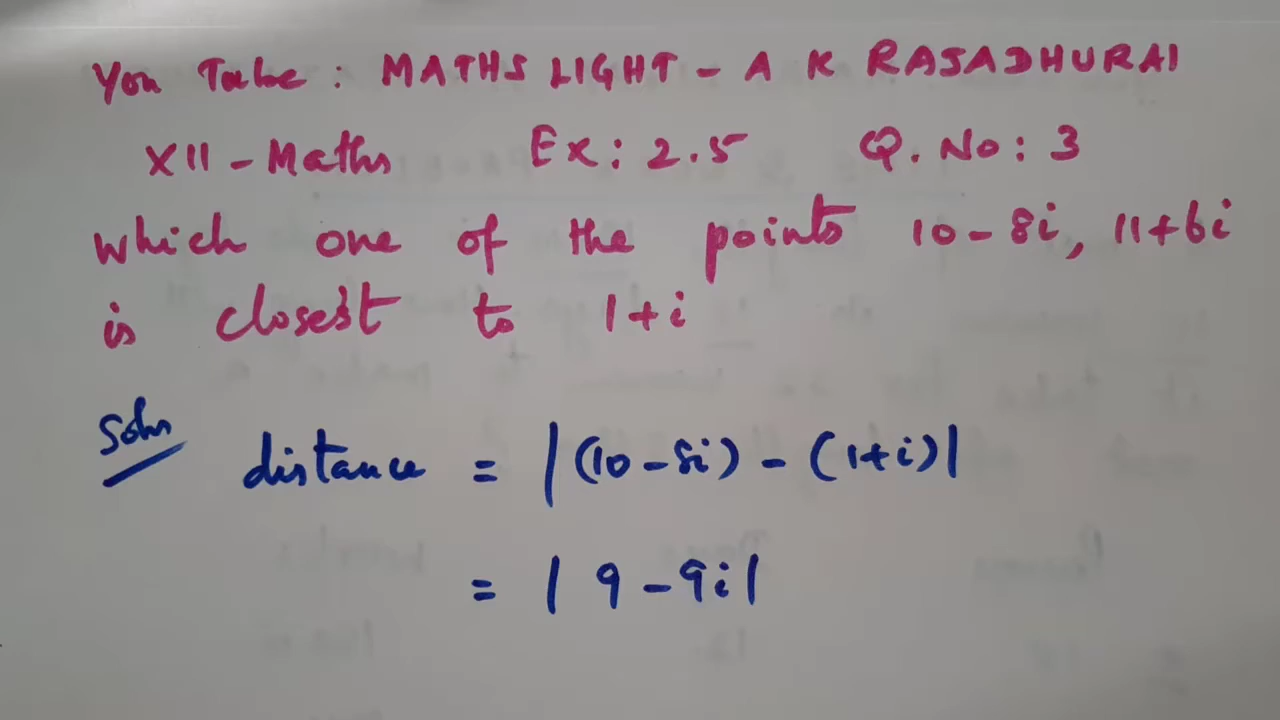 You Tube: MATHS LIGHT - A K RAJADHURAI
XII - Maths Ex: 2.5 Q. No: 3
which one of the points 10-8i, 11+6i
is closest to 1+i
Soln
distance = |(10-8i) - (1+i)|
= | 9 - 9i|